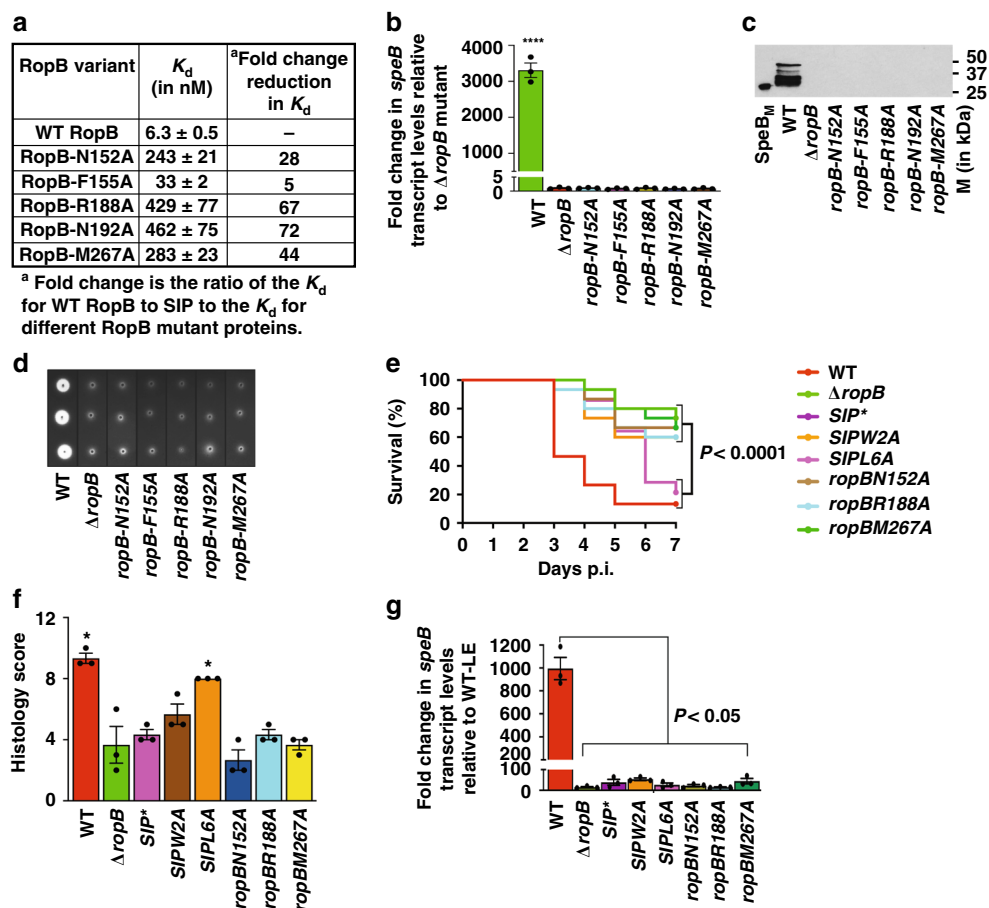 a
RopB variant
Kd (in nM)
aFold change reduction in Kd
WT RopB 6.3 ± 0.5 –
RopB-N152A 243 ± 21 28
RopB-F155A 33 ± 2 5
RopB-R188A 429 ± 77 67
RopB-N192A 462 ± 75 72
RopB-M267A 283 ± 23 44
a Fold change is the ratio of the Kd
for WT RopB to SIP to the Kd for
different RopB mutant proteins.
b
Fold change in speB
transcript levels relative
to ΔropB mutant
4000
3000
2000
1000
5
0
****
WT
ΔropB
ropB-N152A
ropB-F155A
ropB-R188A
ropB-N192A
ropB-M267A
c
50
37
25
SpeBM
WT
ΔropB
ropB-N152A
ropB-F155A
ropB-R188A
ropB-N192A
ropB-M267A
M (in kDa)
d
WT
ΔropB
ropB-N152A
ropB-F155A
ropB-R188A
ropB-N192A
ropB-M267A
e
Survival (%)
100
80
60
40
20
0
0 1 2 3 4 5 6 7
Days p.i.
P< 0.0001
WT
ΔropB
SIP*
SIPW2A
SIPL6A
ropBN152A
ropBR188A
ropBM267A
f
Histology score
12
8
4
0
*
*
WT
ΔropB
SIP*
SIPW2A
SIPL6A
ropBN152A
ropBR188A
ropBM267A
g
Fold change in speB
transcript levels
relative to WT-LE
1200
1000
800
600
400
200
100
0
P< 0.05
WT
ΔropB
SIP*
SIPW2A
SIPL6A
ropBN152A
ropBR188A
ropBM267A